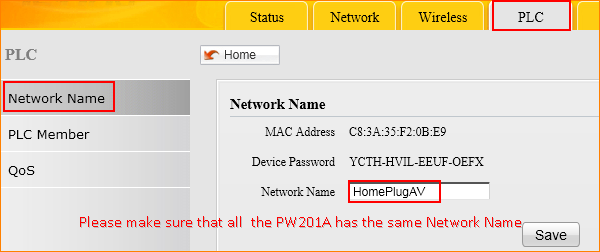 Status
Network
Wireless
PLC
PLC
Home
Network Name
PLC Member
QoS
Network Name
MAC Address C8:3A:35:F2:0B:E9
Device Password YCTH-HVIL-EEUF-OEFX
Network Name HomePlugAV
Please make sure that all the PW201A has the same Network Name
Save